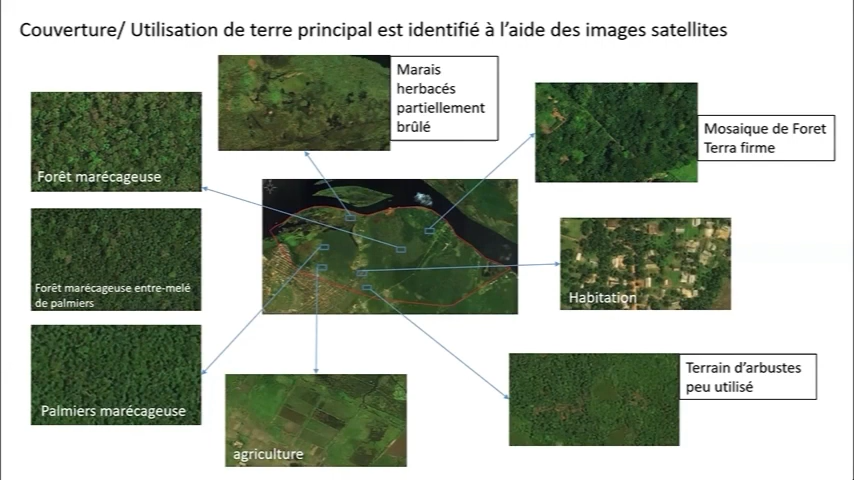 Couverture/ Utilisation de terre principal est identifié à l’aide des images satellites
Marais
herbacés
partiellement
brûlé
Mosaique de Foret
Terra firme
Forêt marécageuse
Forêt marécageuse entre-melé
de palmiers
Habitation
Palmiers marécageuse
Terrain d’arbustes
peu utilisé
agriculture